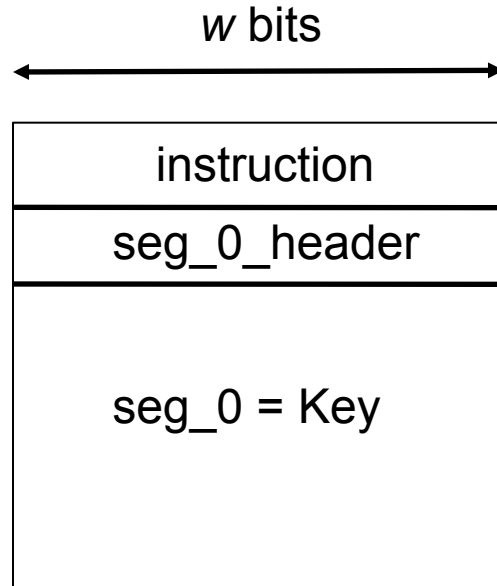 w bits
instruction
seg_0_header
seg_0 = Key